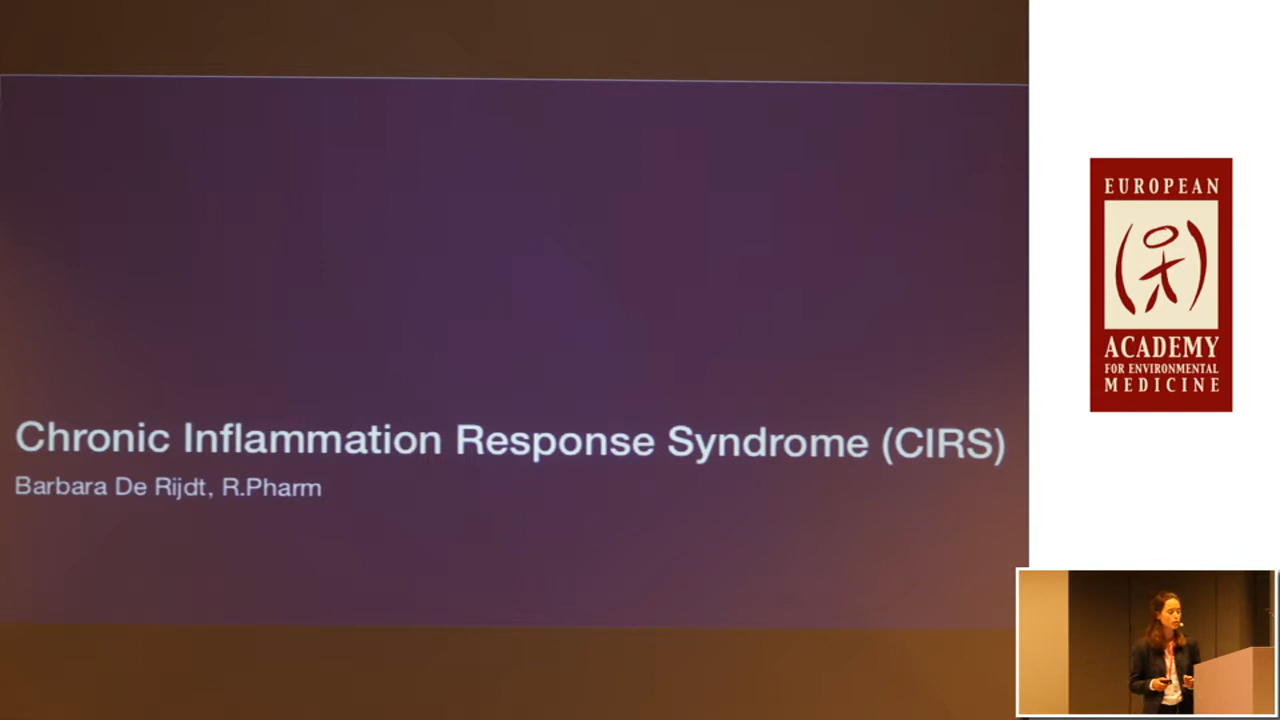 Chronic Inflammation Response Syndrome (CIRS)
Barbara De Rijdt, R.Pharm
EUROPEAN
ACADEMY
FOR ENVIRONMENTAL
MEDICINE